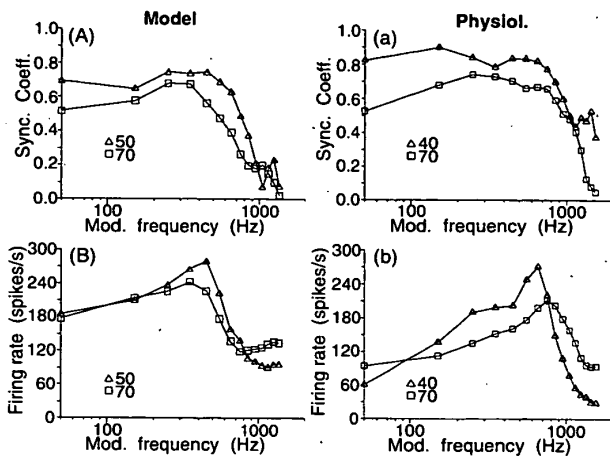 Model
Physiol.
(A)
Sync. Coeff.
1.0
0.8
0.6
0.4
0.2
0.0
△50
□70
100
1000
Mod. frequency (Hz)
(a)
Sync. Coeff.
1.0
0.8
0.6
0.4
0.2
0.0
△40
□70
100
1000
Mod. frequency (Hz)
(B)
Firing rate (spikes/s)
300
240
180
120
60
0
△50
□70
100
1000
Mod. frequency (Hz)
(b)
Firing rate (spikes/s)
300
240
180
120
60
0
△40
□70
100
1000
Mod. frequency (Hz)